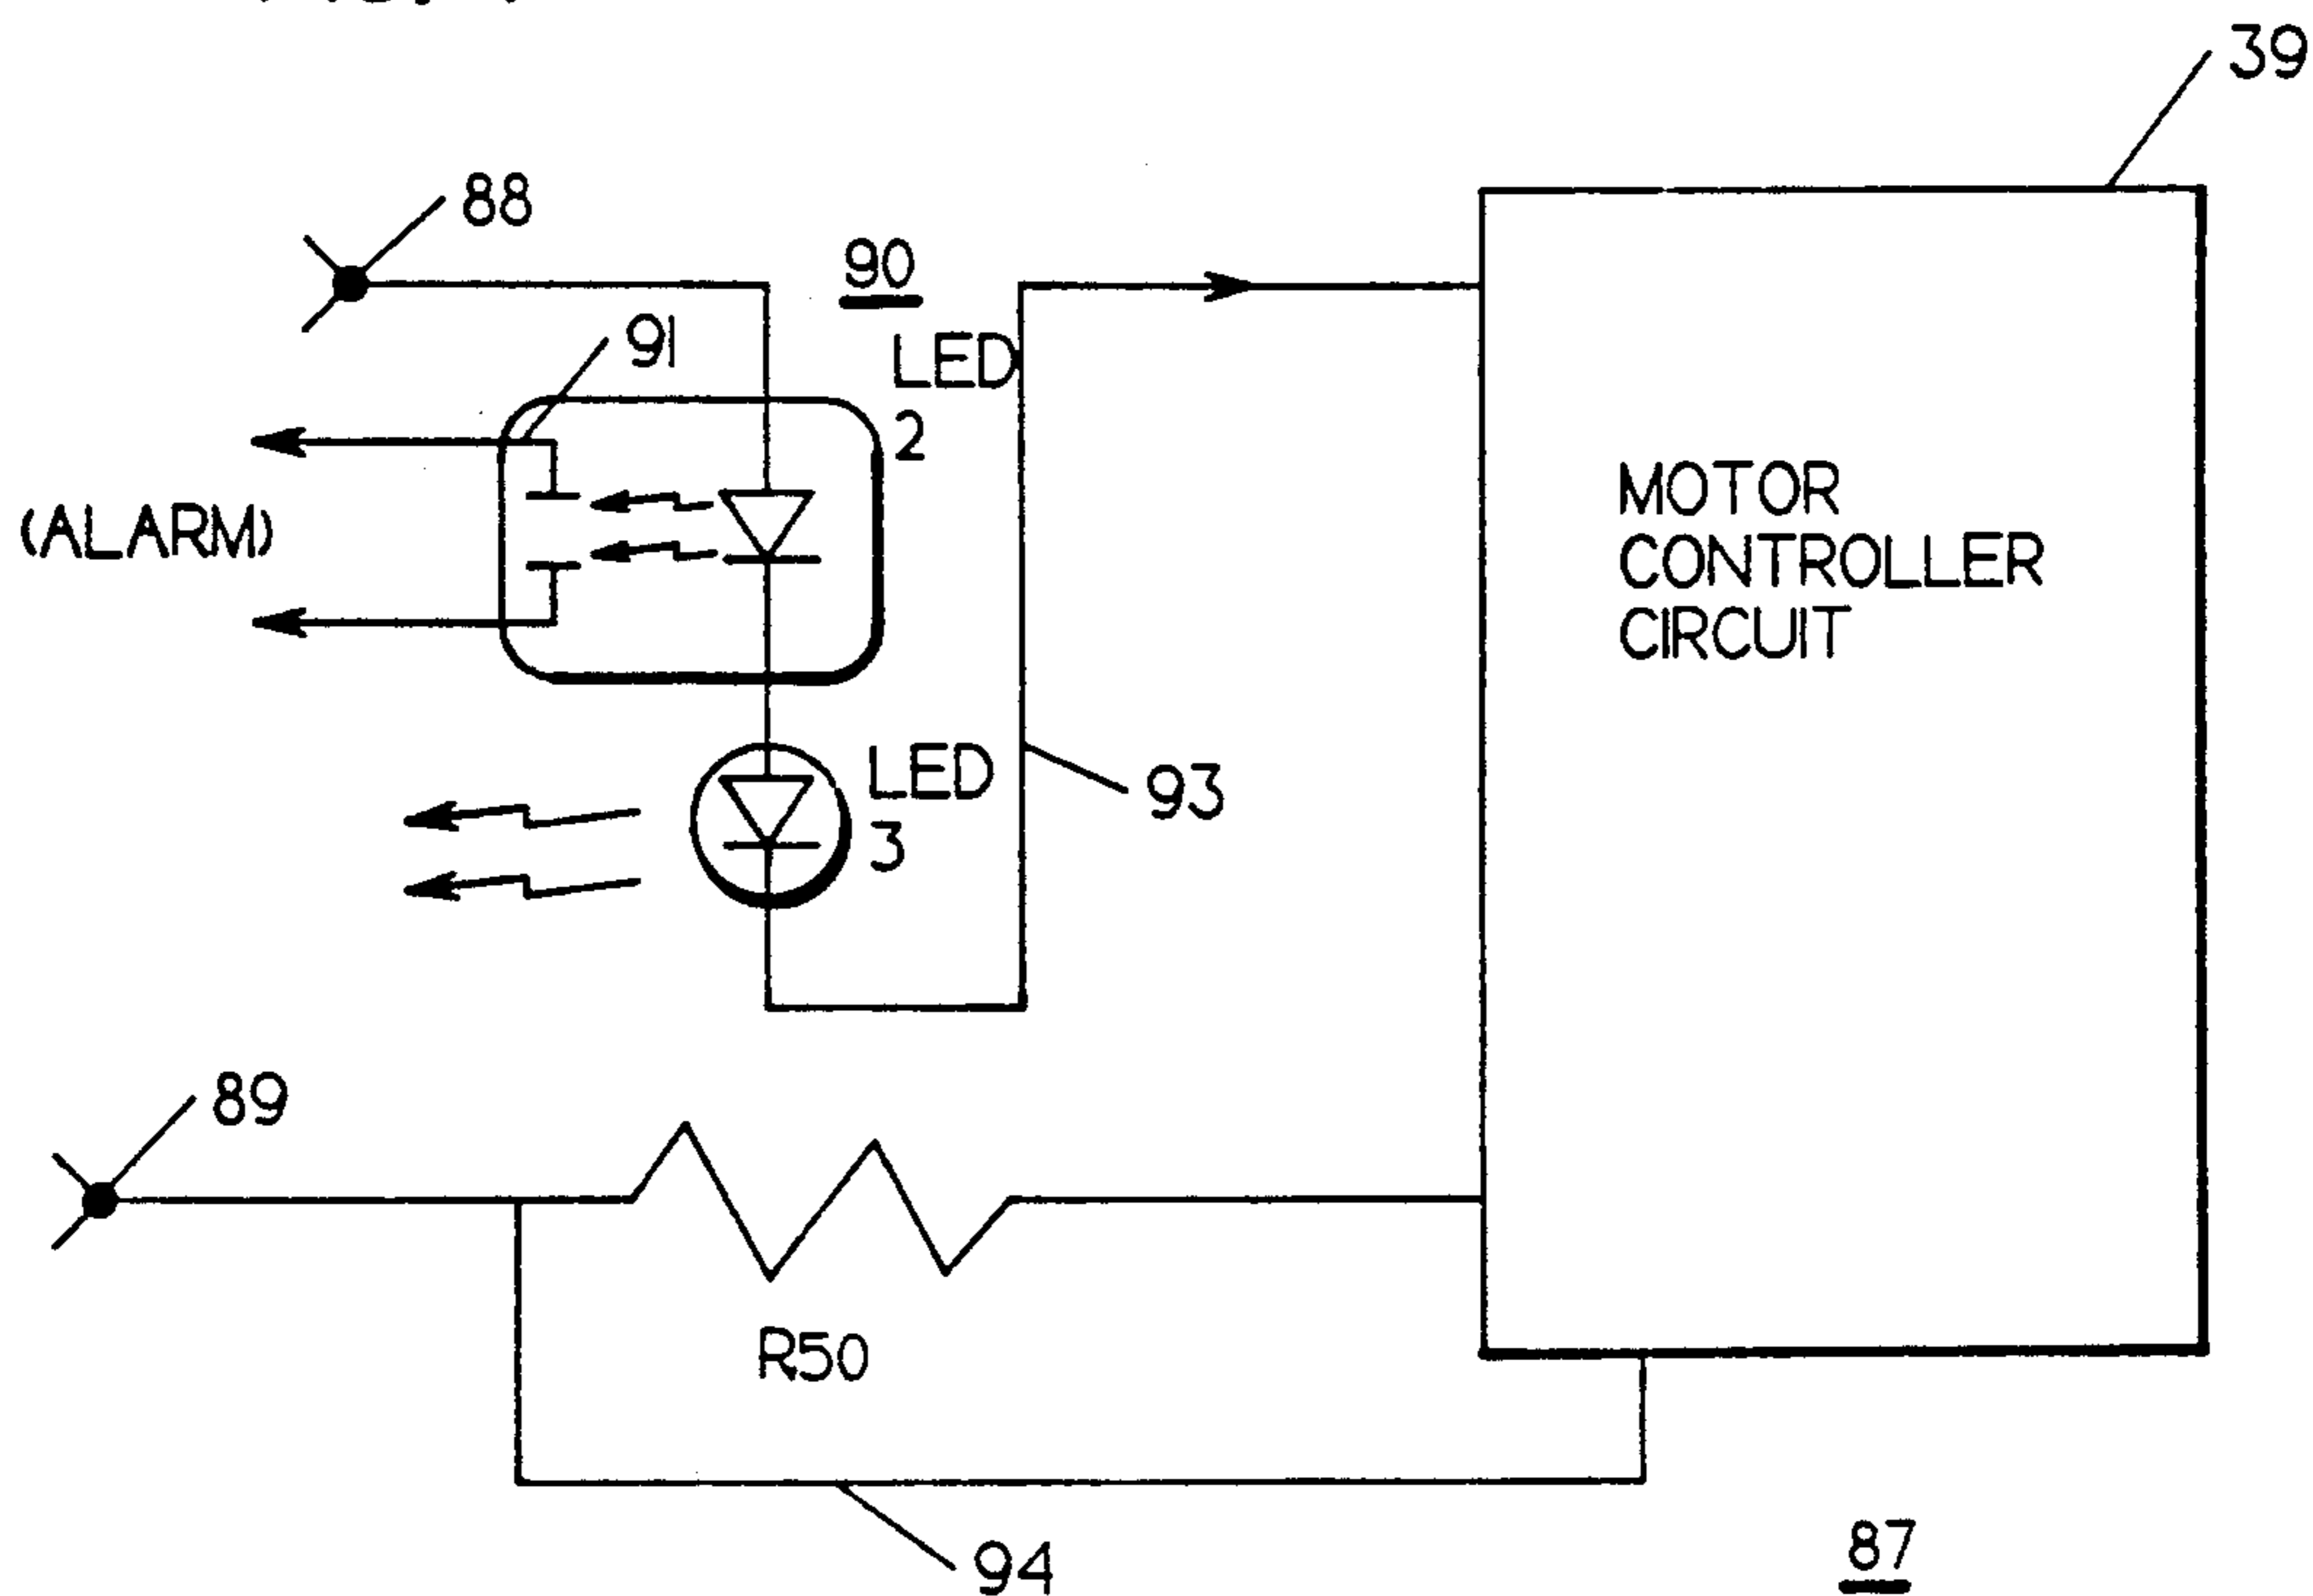 39
88
90
91
LED
2
(ALARM)
MOTOR
CONTROLLER
CIRCUIT
LED
3
93
89
R50
94
87